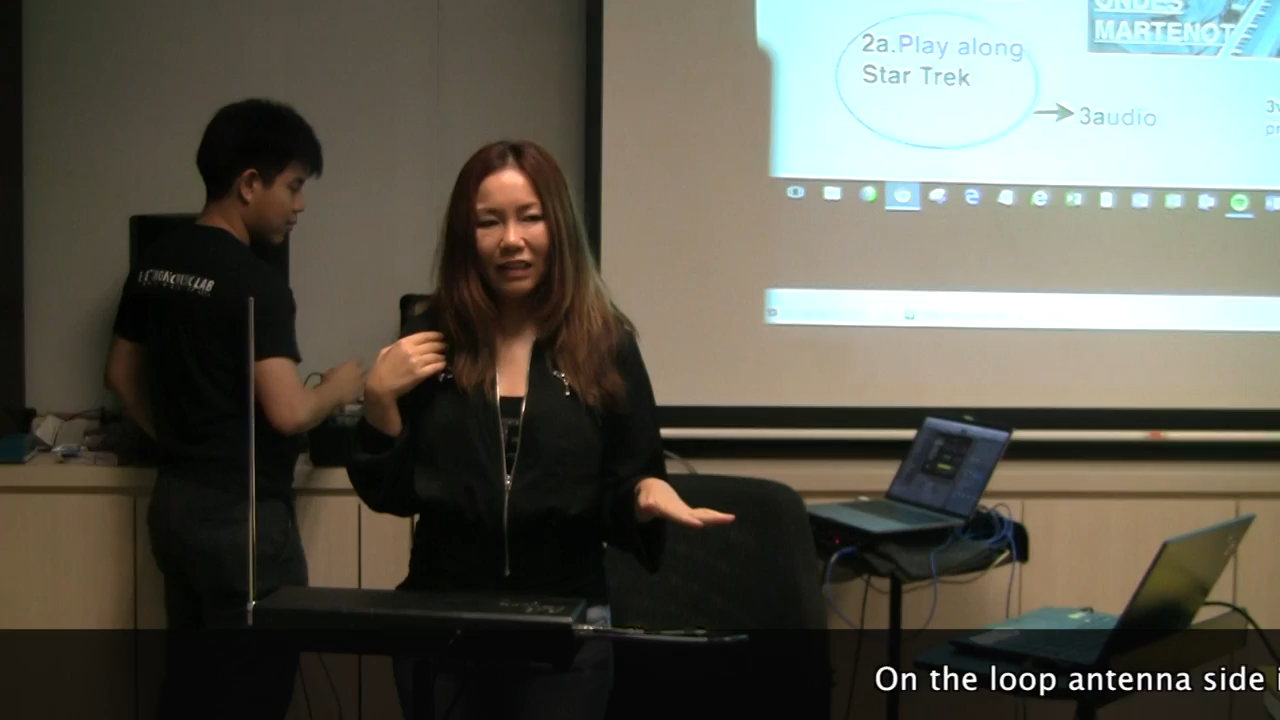 ONDES
MARTENOT
2a.Play along
Star Trek
3audio
On the loop antenna side i